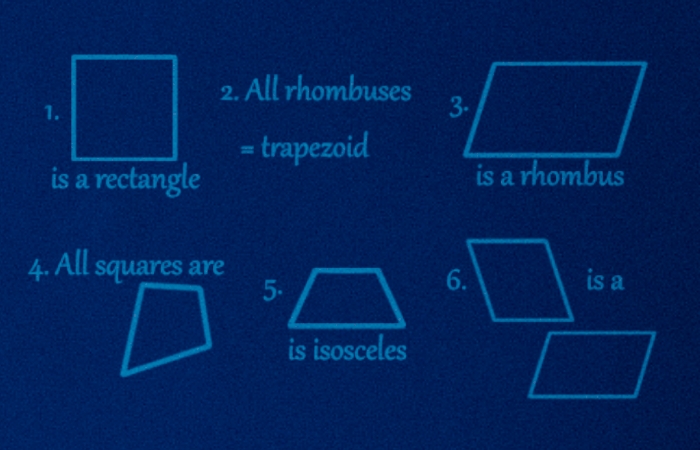 1.
is a rectangle
2. All rhombuses
= trapezoid
3.
is a rhombus
4. All squares are
5.
is isosceles
6. is a